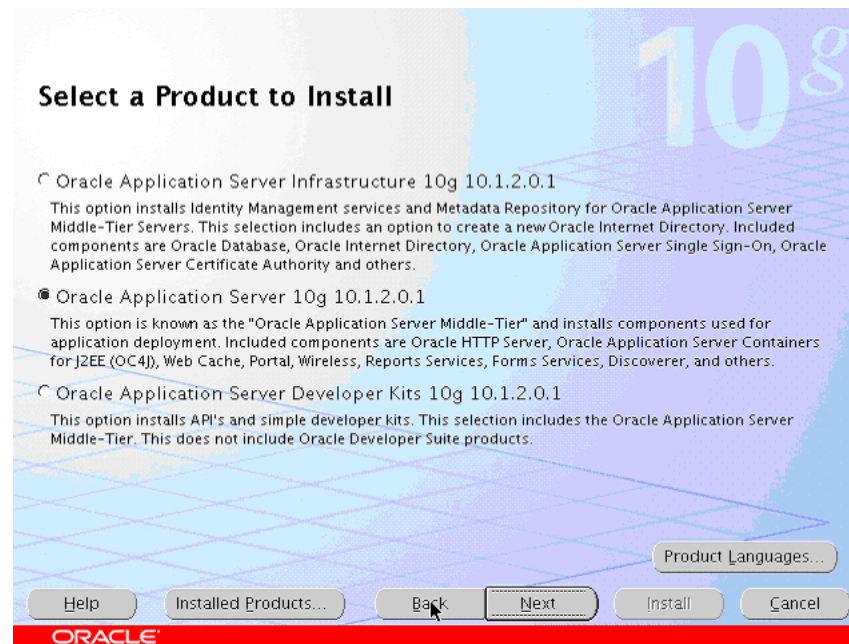 10g
Select a Product to Install
Oracle Application Server Infrastructure 10g 10.1.2.0.1
This option installs Identity Management services and Metadata Repository for Oracle Application Server
Middle-Tier Servers. This selection includes an option to create a new Oracle Internet Directory. Included
components are Oracle Database, Oracle Internet Directory, Oracle Application Server Single Sign-On, Oracle
Application Server Certificate Authority and others.
Oracle Application Server 10g 10.1.2.0.1
This option is known as the "Oracle Application Server Middle-Tier" and installs components used for
application deployment. Included components are Oracle HTTP Server, Oracle Application Server Containers
for J2EE (OC4J), Web Cache, Portal, Wireless, Reports Services, Forms Services, Discoverer, and others.
Oracle Application Server Developer Kits 10g 10.1.2.0.1
This option installs API's and simple developer kits. This selection includes the Oracle Application Server
Middle-Tier. This does not include Oracle Developer Suite products.
Product Languages...
Help Installed Products... Back Next Install Cancel
ORACLE